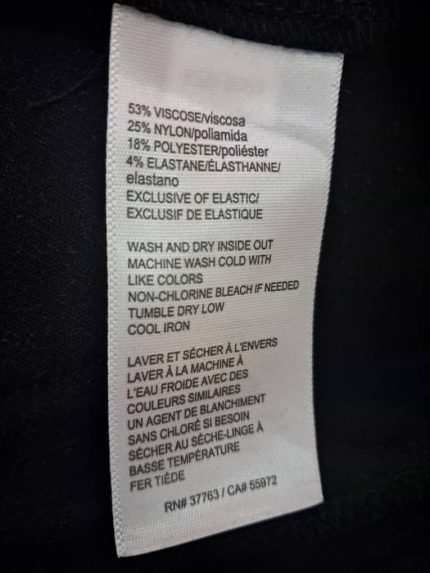 53% VISCOSE/viscosa
25% NYLON/poliamida
18% POLYESTER/poliéster
4% ELASTANE/ÉLASTHANNE/
elastano
EXCLUSIVE OF ELASTIC/
EXCLUSIF DE ELASTIQUE
WASH AND DRY INSIDE OUT
MACHINE WASH COLD WITH
LIKE COLORS
NON-CHLORINE BLEACH IF NEEDED
TUMBLE DRY LOW
COOL IRON
LAVER ET SÉCHER À L'ENVERS
LAVER À LA MACHINE À
L'EAU FROIDE AVEC DES
COULEURS SIMILAIRES
UN AGENT DE BLANCHIMENT
SANS CHLORÉ SI BESOIN
SÉCHER AU SÈCHE-LINGE À
BASSE TEMPÉRATURE
FER TIÈDE
RN# 37763 / CA# 55972